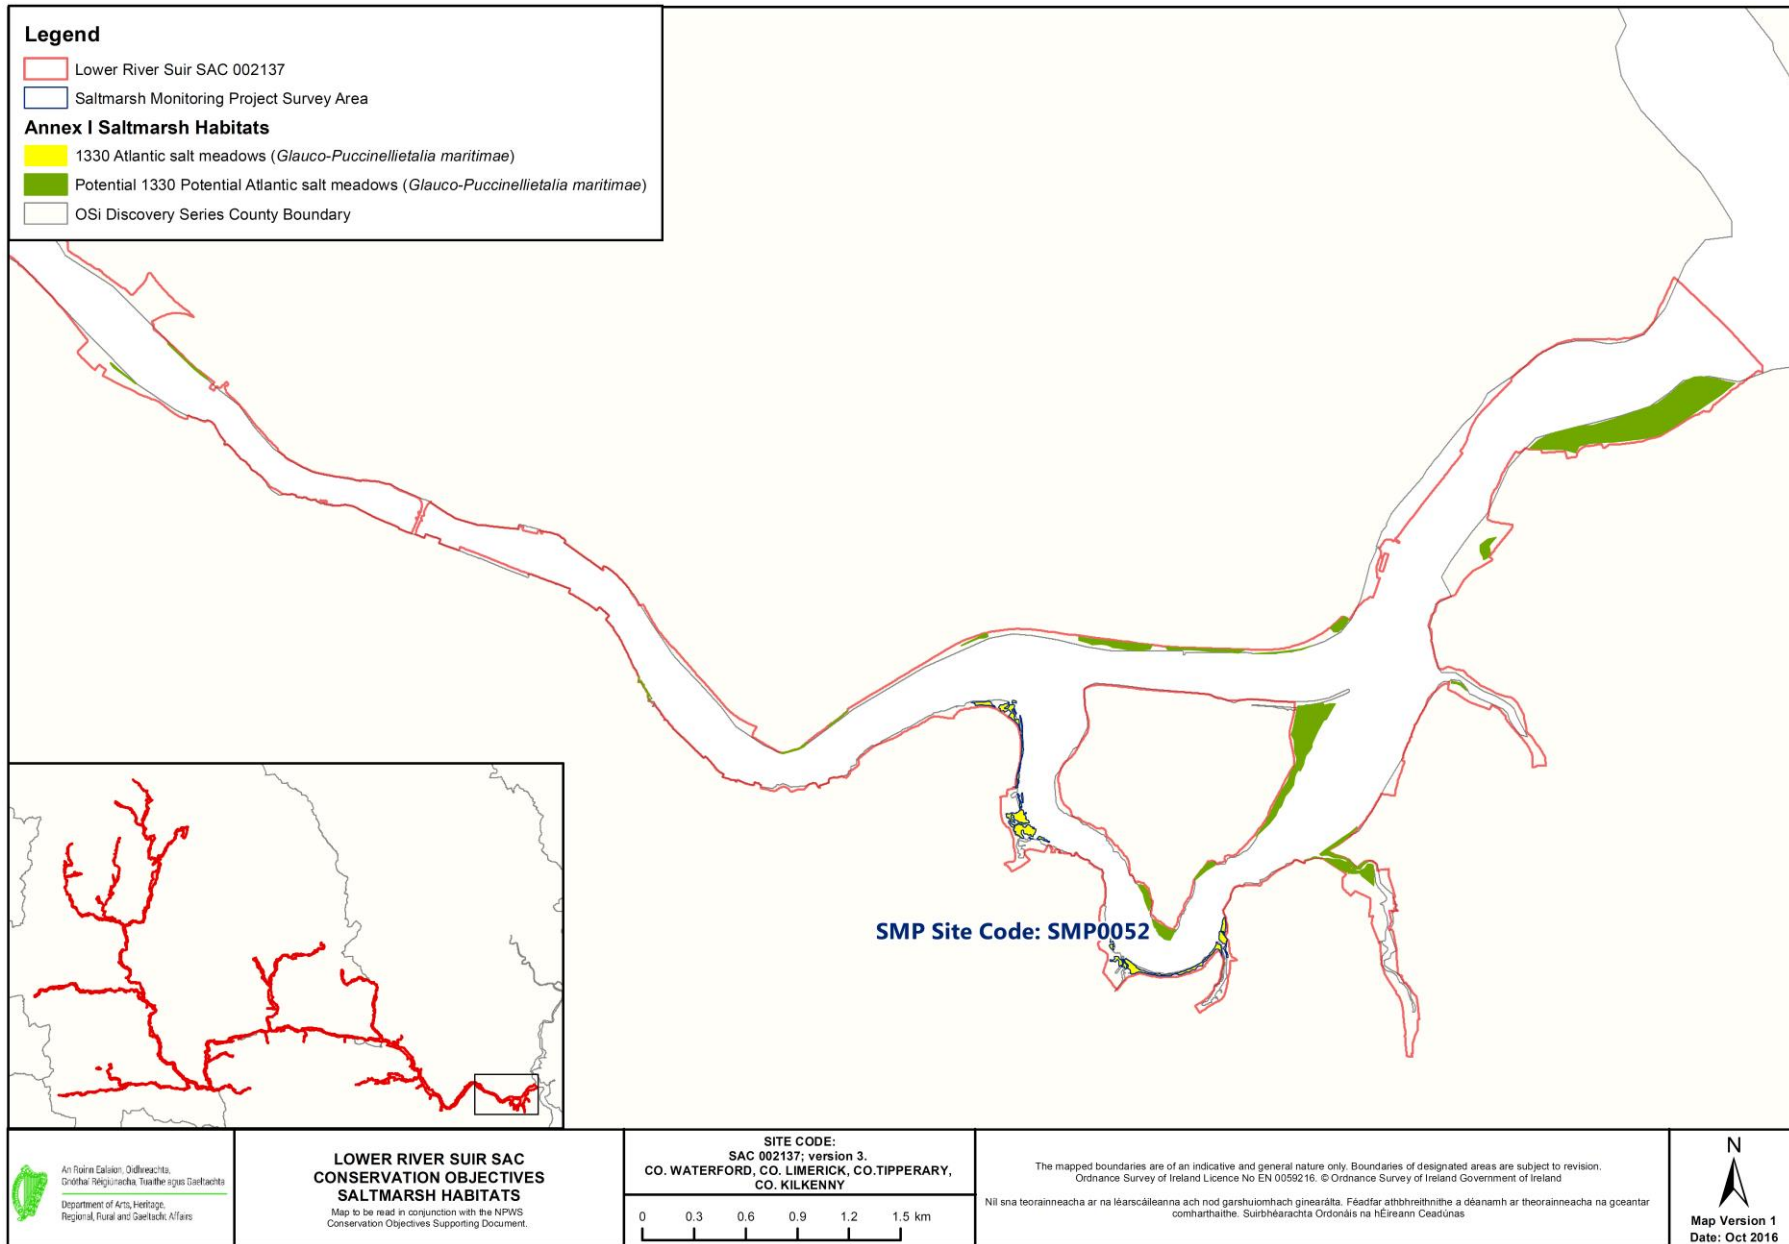 Legend
Lower River Suir SAC 002137
Saltmarsh Monitoring Project Survey Area
Annex I Saltmarsh Habitats
1330 Atlantic salt meadows (Glauco-Puccinellietalia maritimae)
Potential 1330 Potential Atlantic salt meadows (Glauco-Puccinellietalia maritimae)
OSi Discovery Series County Boundary
SMP Site Code: SMP0052
An Roinn Ealaíon, Oidhreachta,
Gnóthaí Réigiúnacha, Tuaithe agus Gaeltachta
Department of Arts, Heritage,
Regional, Rural and Gaeltacht Affairs
LOWER RIVER SUIR SAC
CONSERVATION OBJECTIVES
SALTMARSH HABITATS
Map to be read in conjunction with the NPWS
Conservation Objectives Supporting Document.
SITE CODE:
SAC 002137; version 3.
CO. WATERFORD, CO. LIMERICK, CO.TIPPERARY,
CO. KILKENNY
0 0.3 0.6 0.9 1.2 1.5 km
The mapped boundaries are of an indicative and general nature only. Boundaries of designated areas are subject to revision.
Ordnance Survey of Ireland Licence No EN 0059216. © Ordnance Survey of Ireland Government of Ireland
Níl sna teorainneacha ar na léarscáileanna ach nod garshuiomhach ginearálta. Féadfar athbhreithnithe a déanamh ar theorainneacha na gceantar
comharthaithe. Suirbhéarachta Ordonáis na hÉireann Ceadúnas
N
Map Version 1
Date: Oct 2016